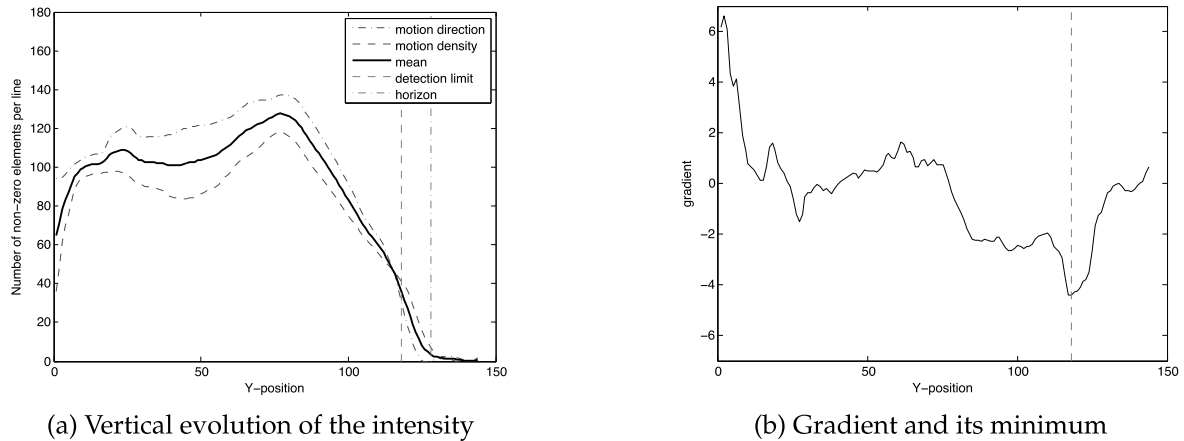 180
160
140
120
100
80
60
40
20
0
0
50
100
150
Number of non−zero elements per line
Y−position
motion direction
motion density
mean
detection limit
horizon
(a) Vertical evolution of the intensity
6
4
2
0
−2
−4
−6
0
50
100
150
gradient
Y−position
(b) Gradient and its minimum